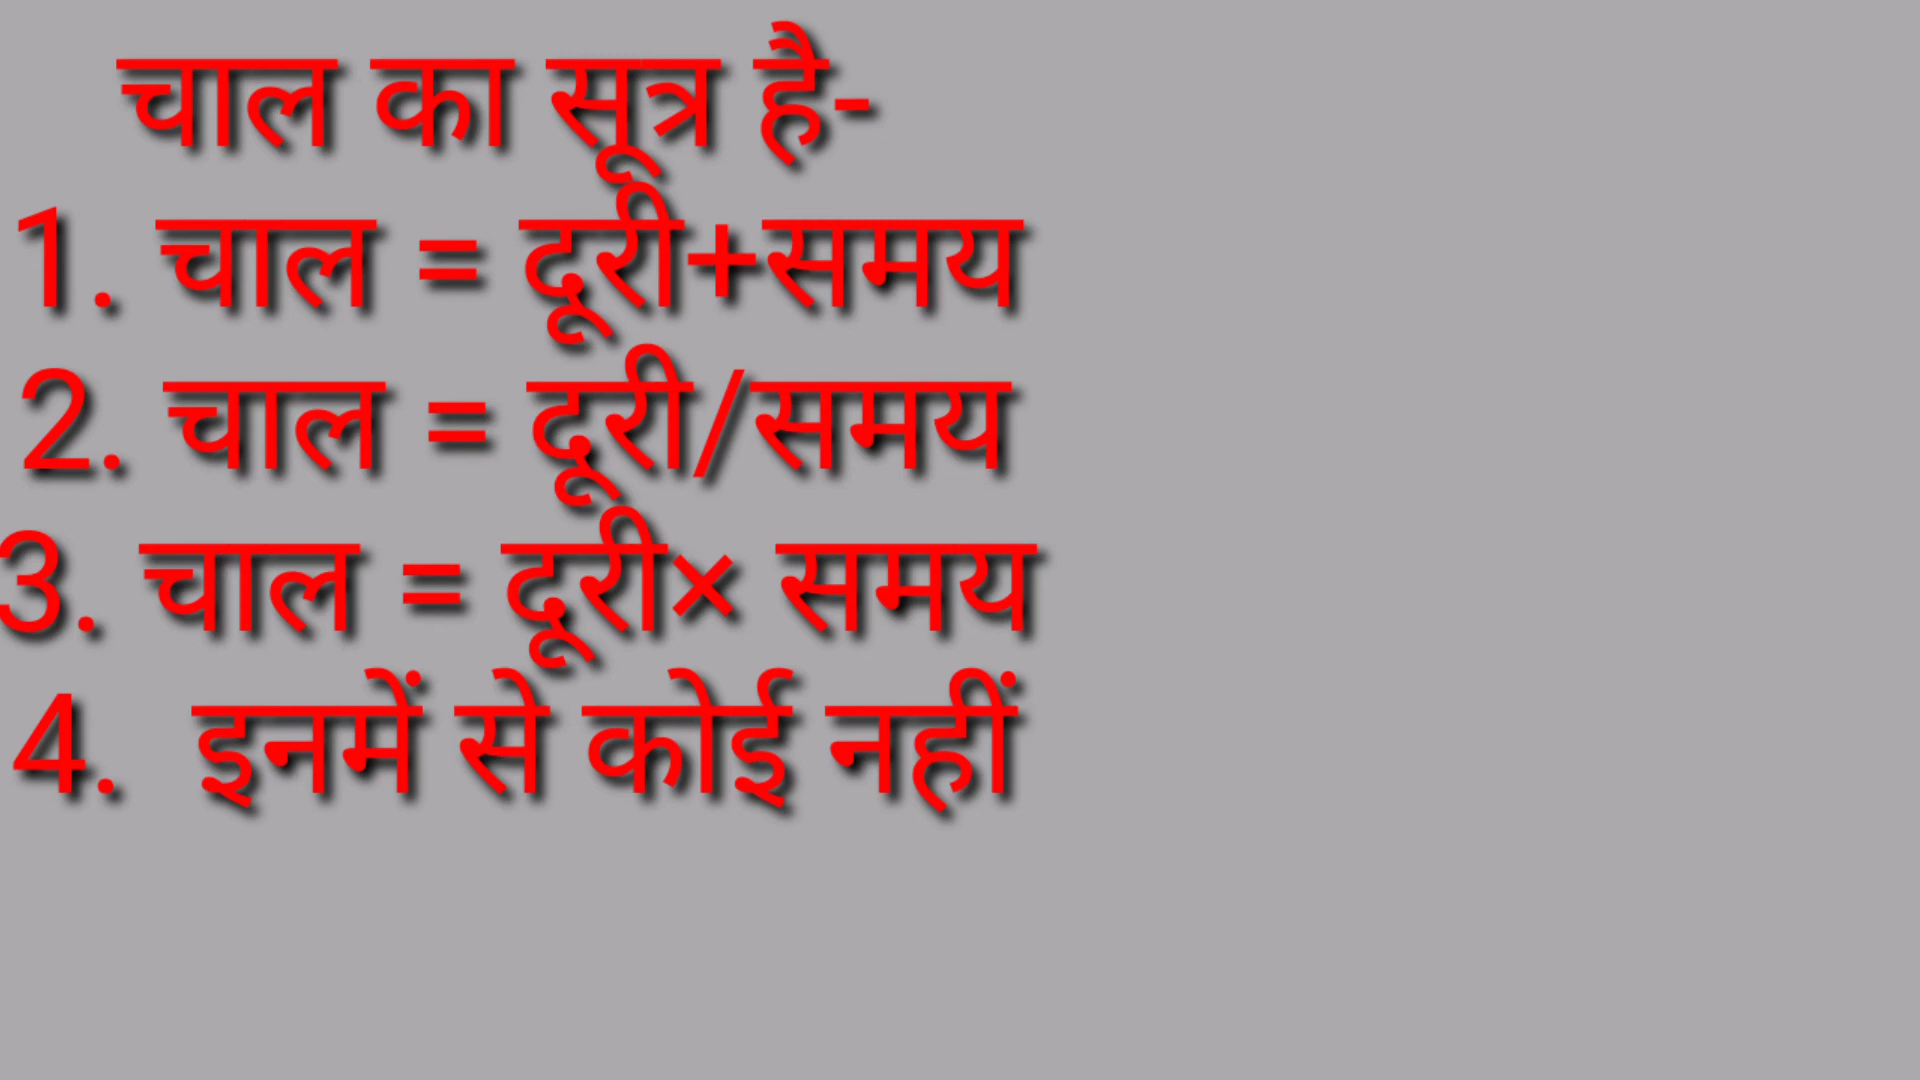 चाल का सूत्र है-
1. चाल = दूरी+समय
2. चाल = दूरी/समय
3. चाल = दूरी× समय
4. इनमें से कोई नहीं